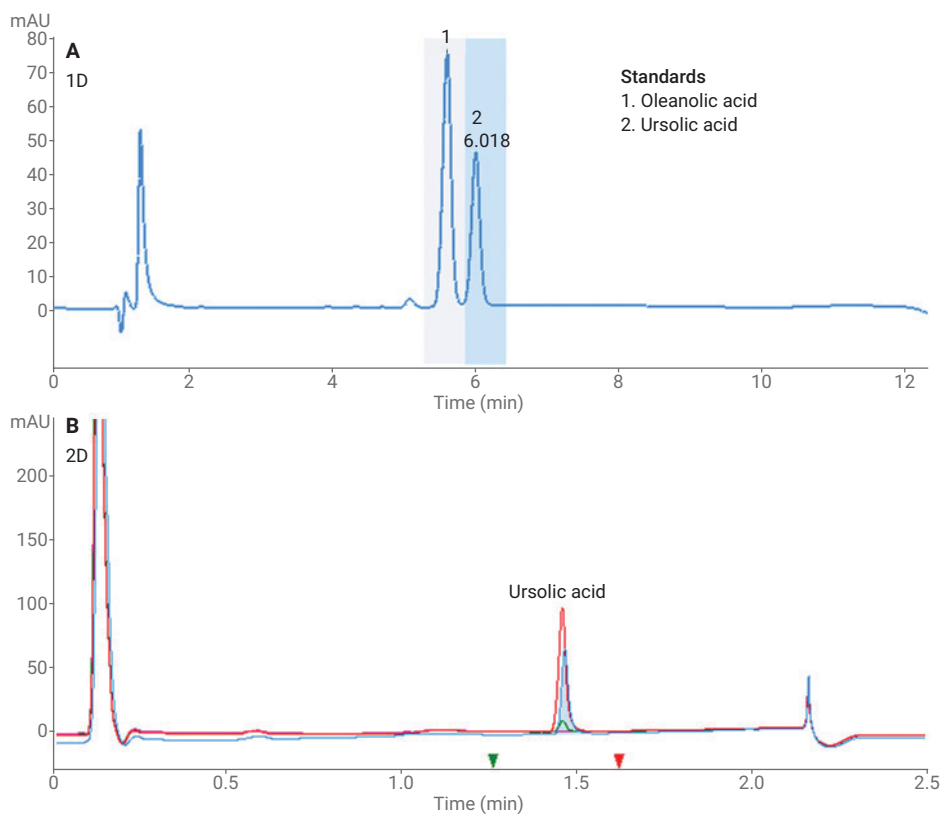 mAU
80
A
1
70
1D
Standards
60
1. Oleanolic acid
2
2. Ursolic acid
50
6.018
40
30
20
10
0
0 2 4 6 8 10 12
Time (min)
mAU
B
2D
200
150
Ursolic acid
100
50
0
0 0.5 1.0 1.5 2.0 2.5
Time (min)